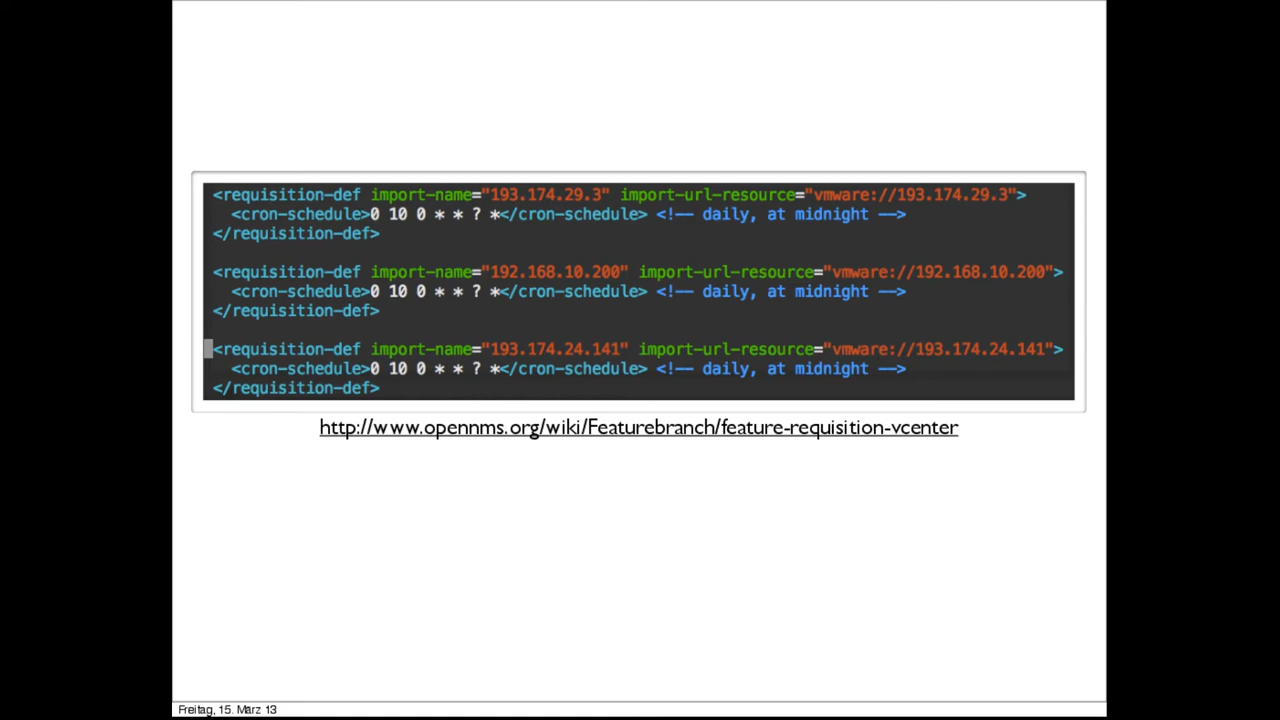 <requisition-def import-name="193.174.29.3" import-url-resource="vmware://193.174.29.3">
<cron-schedule>0 10 0 * * ? *</cron-schedule> <!-- daily, at midnight -->
</requisition-def>
<requisition-def import-name="192.168.10.200" import-url-resource="vmware://192.168.10.200">
<cron-schedule>0 10 0 * * ? *</cron-schedule> <!-- daily, at midnight -->
</requisition-def>
<requisition-def import-name="193.174.24.141" import-url-resource="vmware://193.174.24.141">
<cron-schedule>0 10 0 * * ? *</cron-schedule> <!-- daily, at midnight -->
</requisition-def>
http://www.opennms.org/wiki/Featurebranch/feature-requisition-vcenter
Freitag, 15. März 13